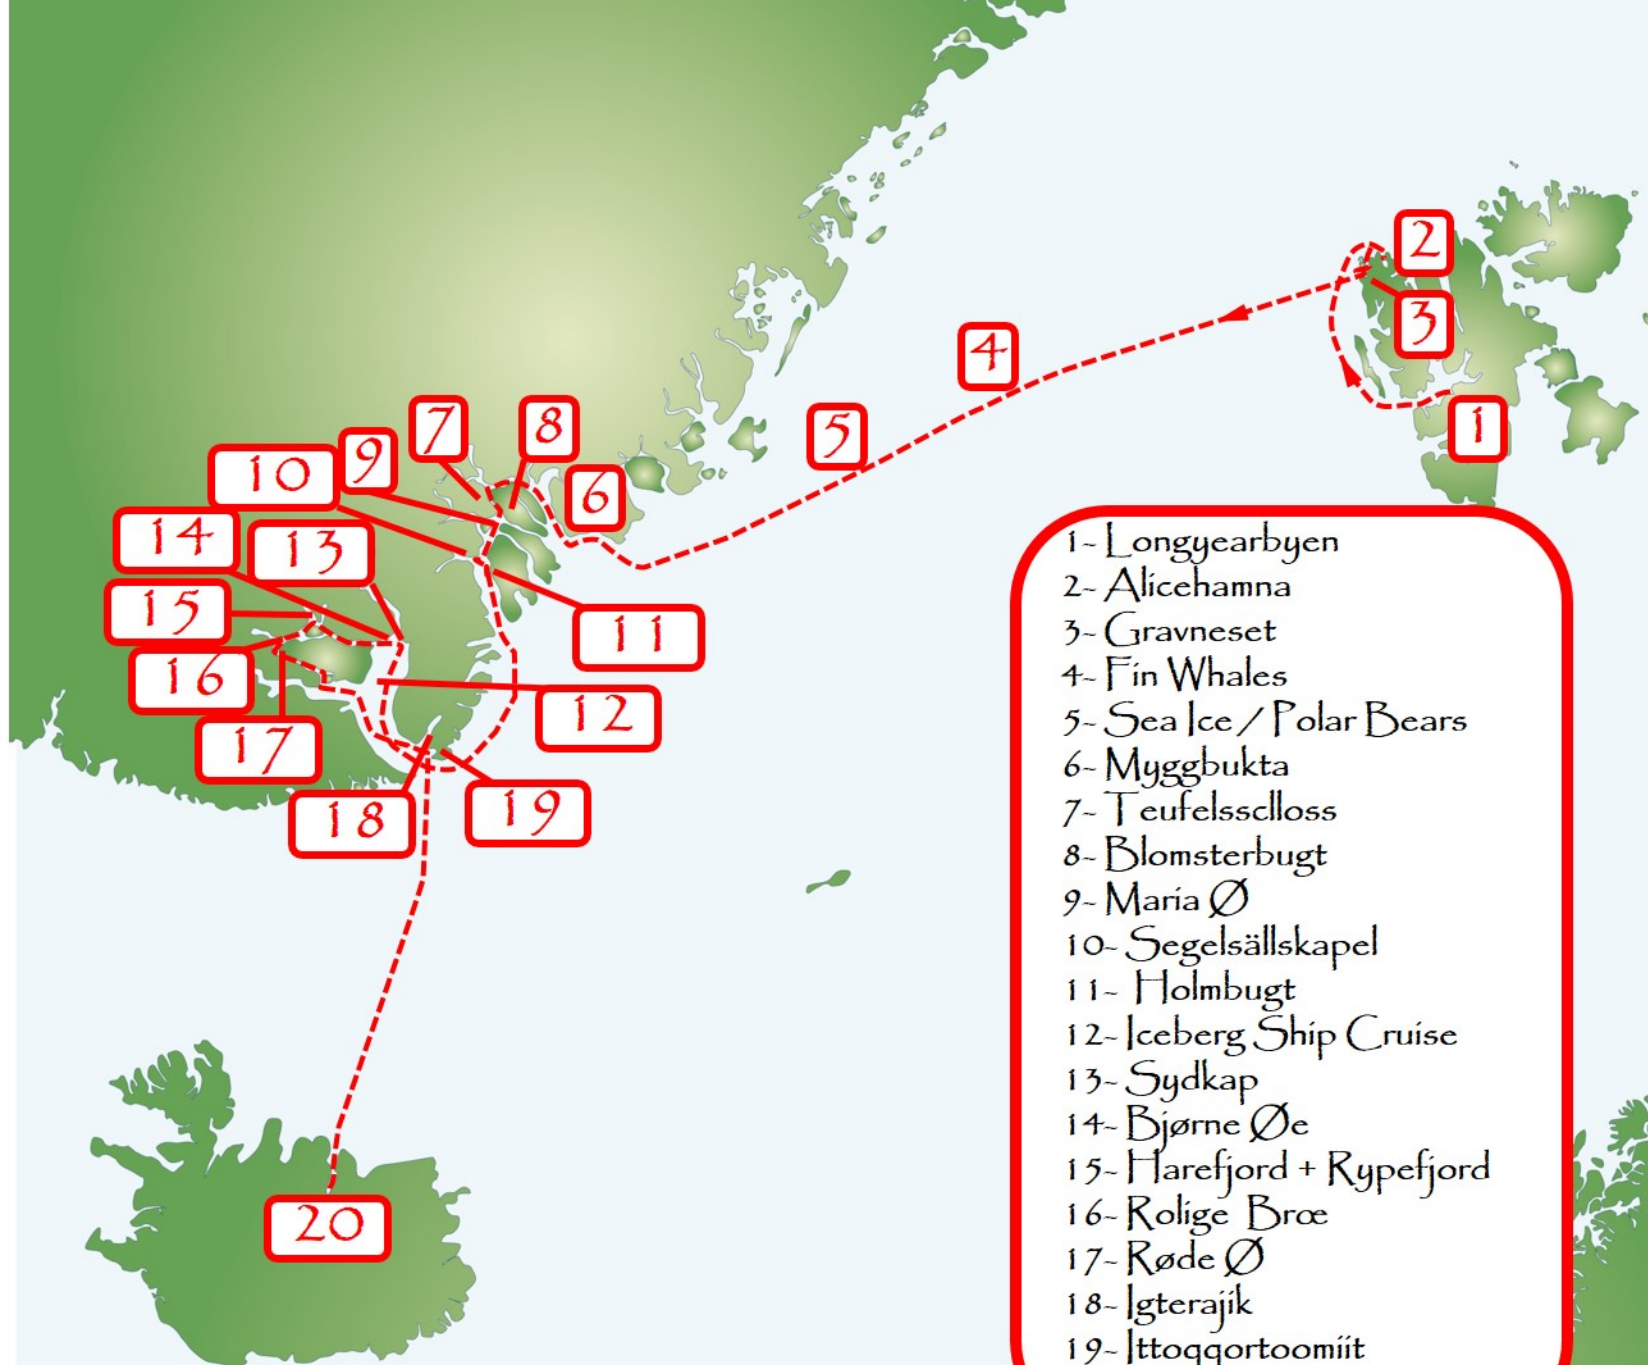 2
3
4
5
1
7
8
9
10
6
14
13
15
11
16
12
17
18
19
20
1- Longyearbyen
2- Alicehamna
3- Gravneset
4- Fin Whales
5- Sea Ice / Polar Bears
6- Myggbukta
7- Teufelssclloss
8- Blomsterbugt
9- Maria Ø
10- Segelsällskapel
11- Holmbugt
12- Iceberg Ship Cruise
13- Sydkap
14- Bjørne Øe
15- Harefjord + Rypefjord
16- Rolige Bræ
17- Røde Ø
18- Igterajik
19- Ittoqqortoomiit